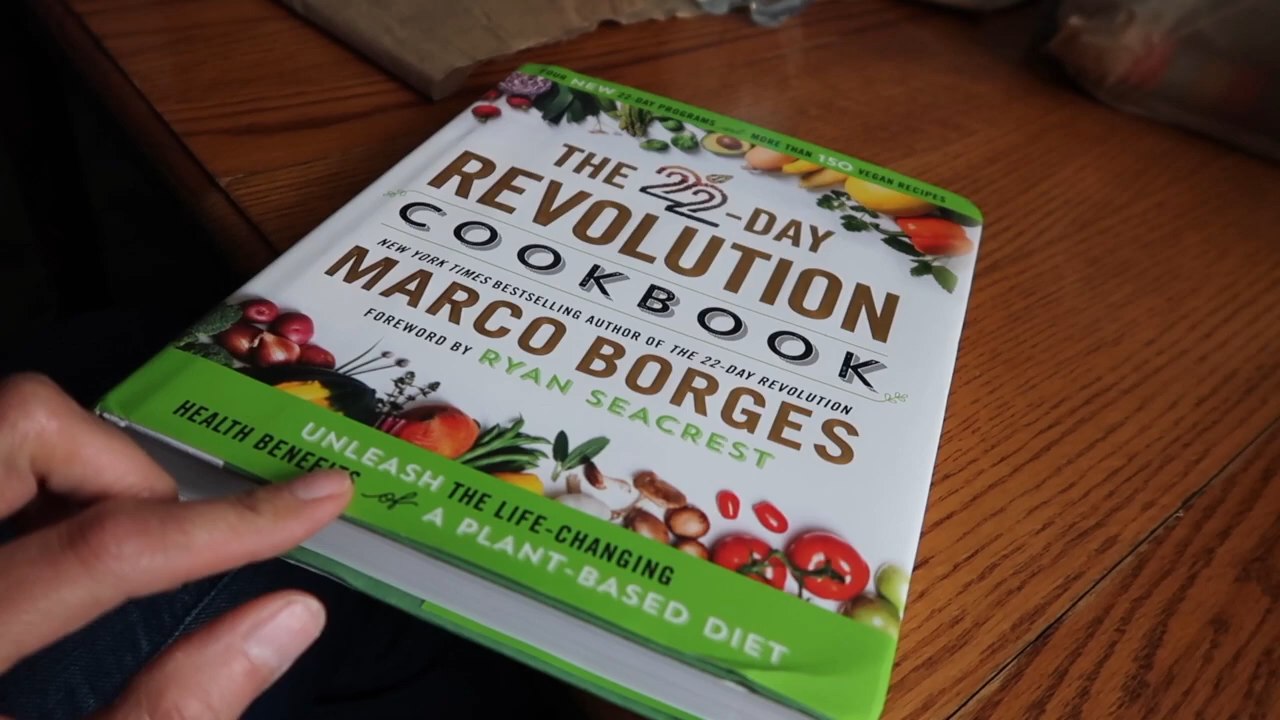 FOUR NEW 22-DAY PROGRAMS and MORE THAN 150 VEGAN RECIPES
THE 22-DAY
REVOLUTION
COOKBOOK
NEW YORK TIMES BESTSELLING AUTHOR OF THE 22-DAY REVOLUTION
MARCO BORGES
FOREWORD BY RYAN SEACREST
UNLEASH THE LIFE-CHANGING
HEALTH BENEFITS of A PLANT-BASED DIET